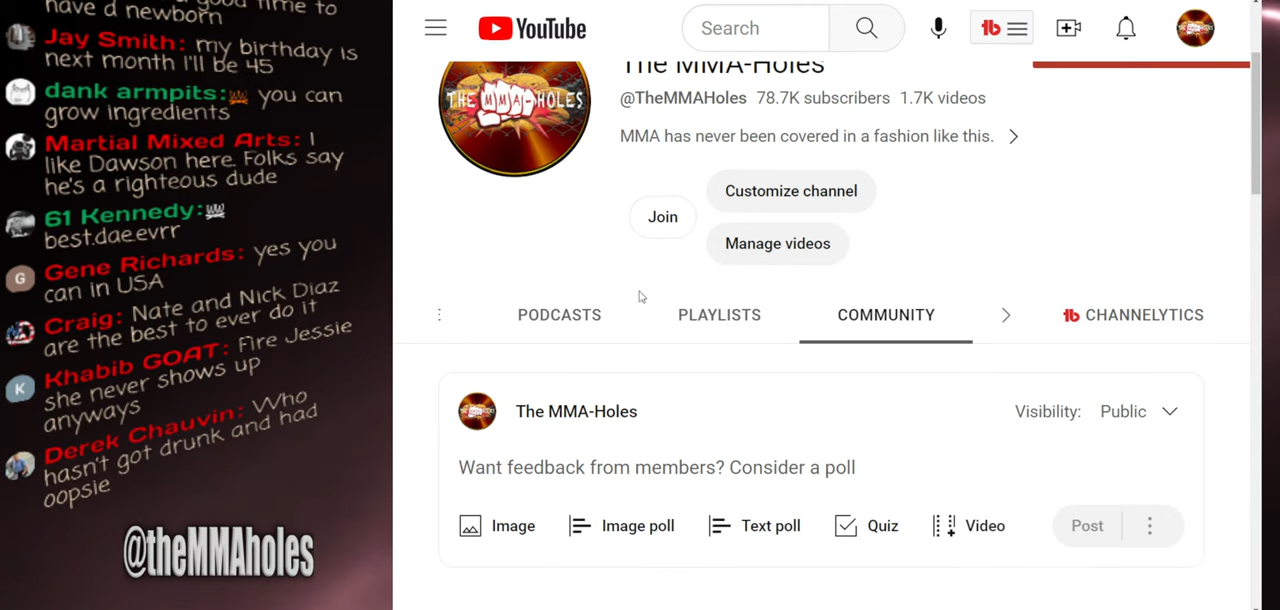 have d newborn
Jay Smith: my birthday is
next month I'll be 45
dank armpits: you can
grow ingredients
Martial Mixed Arts: I
like Dawson here. Folks say
he's a righteous dude
61 Kennedy:
best.dae.evrr
Gene Richards: yes you
can in USA
Craig: Nate and Nick Diaz
are the best to ever do it
Khabib GOAT: Fire Jessie
she never shows up
anyways
Derek Chauvin: Who
hasn't got drunk and had
oopsie
@theMMAholes
YouTube
Search
THE MMA-HOLES
The MMA-Holes
@TheMMAHoles 78.7K subscribers 1.7K videos
MMA has never been covered in a fashion like this.
Join
Customize channel
Manage videos
PODCASTS PLAYLISTS COMMUNITY CHANNELYTICS
The MMA-Holes
Visibility: Public
Want feedback from members? Consider a poll
Image Image poll Text poll Quiz Video Post